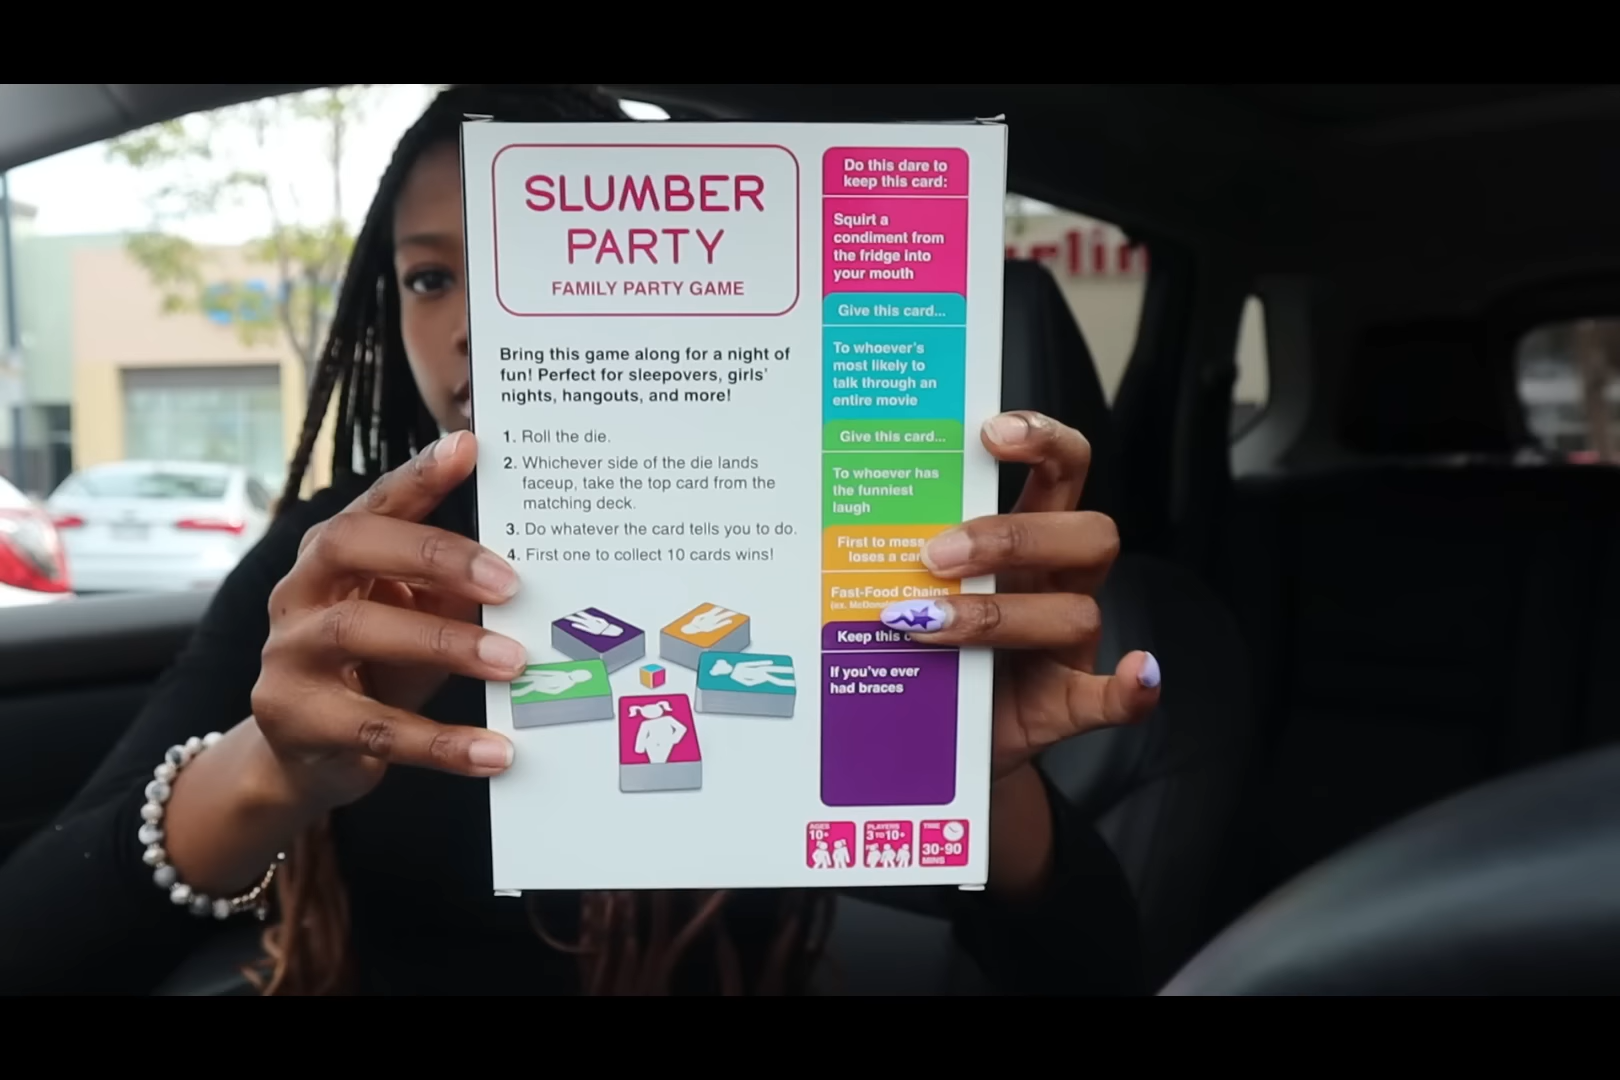 SLUMBER
PARTY
FAMILY PARTY GAME
Bring this game along for a night of
fun! Perfect for sleepovers, girls'
nights, hangouts, and more!
1. Roll the die.
2. Whichever side of the die lands
faceup, take the top card from the
matching deck.
3. Do whatever the card tells you to do.
4. First one to collect 10 cards wins!
Do this dare to
keep this card:
Squirt a
condiment from
the fridge into
your mouth
Give this card...
To whoever's
most likely to
talk through an
entire movie
Give this card...
To whoever has
the funniest
laugh
First to mess
loses a
Fast-Food Chains
(ex.
Keep this
If you've ever
had braces
AGES
10+
PLAYERS
3 TO 10+
TIME
30-90
MINS